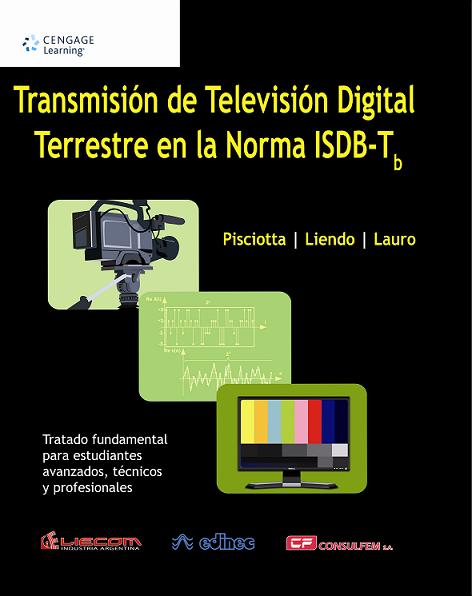 CENGAGE
Learning®
Transmisión de Televisión Digital
Terrestre en la Norma ISDB-Tb
Pisciotta | Liendo | Lauro
Tratado fundamental
para estudiantes
avanzados, técnicos
y profesionales
LIECOM
INDUSTRIA ARGENTINA
edinec
CF CONSULFEM S.A.